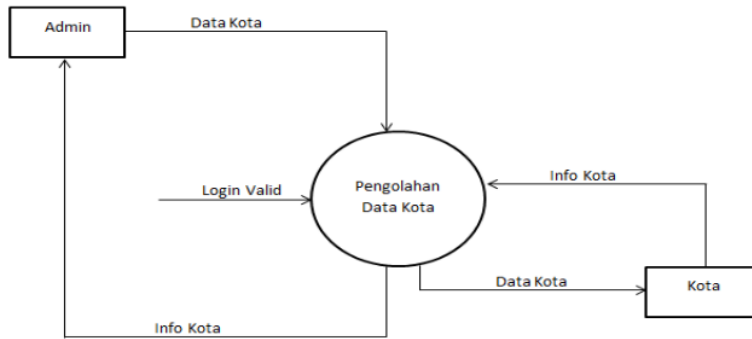 Admin
Data Kota
Login Valid
Pengolahan
Data Kota
Info Kota
Data Kota
Kota
Info Kota